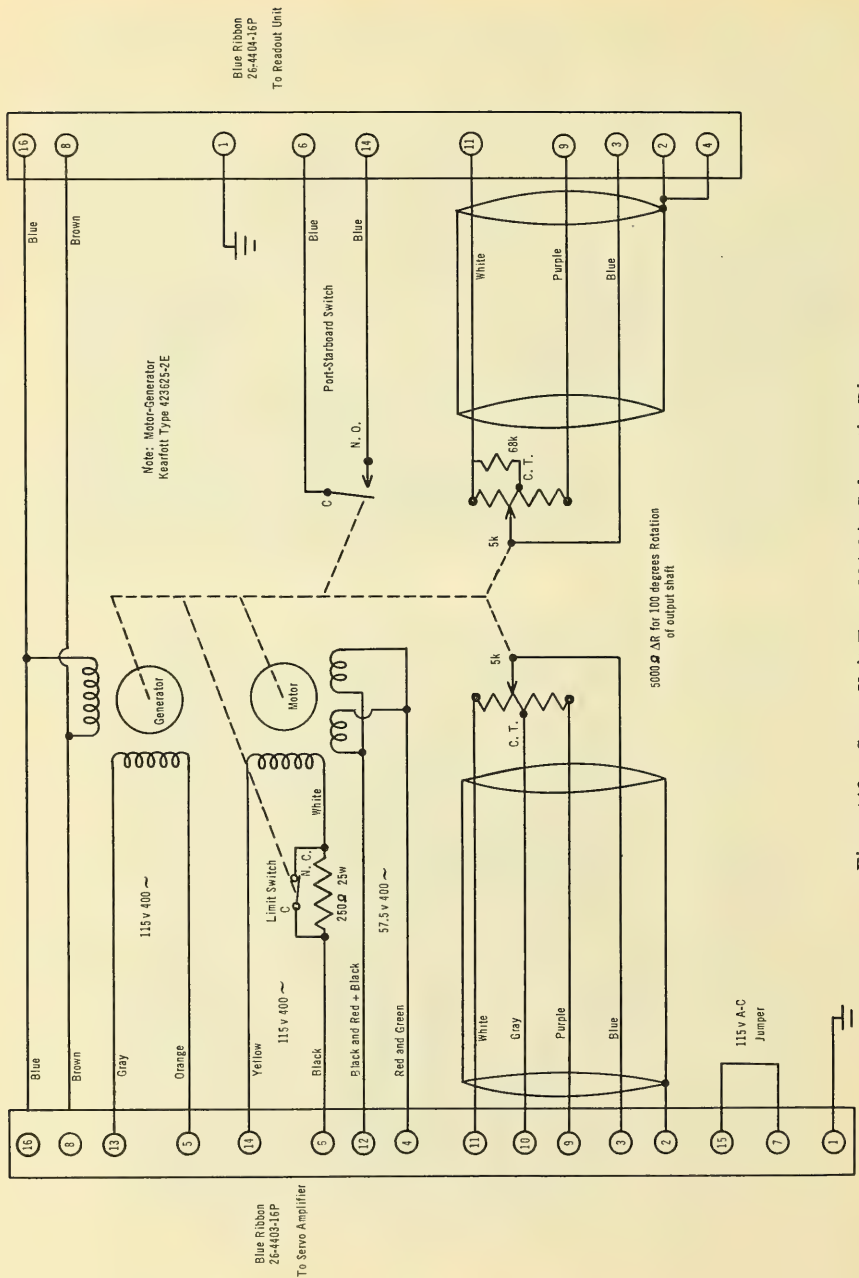 Blue Ribbon
26-4404-16P
To Readout Unit
16
8
1
6
14
11
9
3
2
4
Blue
Brown
Blue
Blue
White
Purple
Blue
Note: Motor-Generator
Kearfott Type 423625-2E
Port-Starboard Switch
C
N. O.
68k
C. T.
5k
5000Ω ΔR for 100 degrees Rotation
of output shaft
Generator
Motor
5k
C. T.
115 v 400 ~
Limit Switch
C
N. C.
White
250Ω 25w
115 v 400 ~
57.5 v 400 ~
Blue
Brown
Gray
Orange
Yellow
Black
Black and Red + Black
Red and Green
White
Gray
Purple
Blue
115 v A-C
Jumper
16
8
13
5
14
6
12
4
11
10
9
3
2
15
7
1
Blue Ribbon
26-4403-16P
To Servo Amplifier